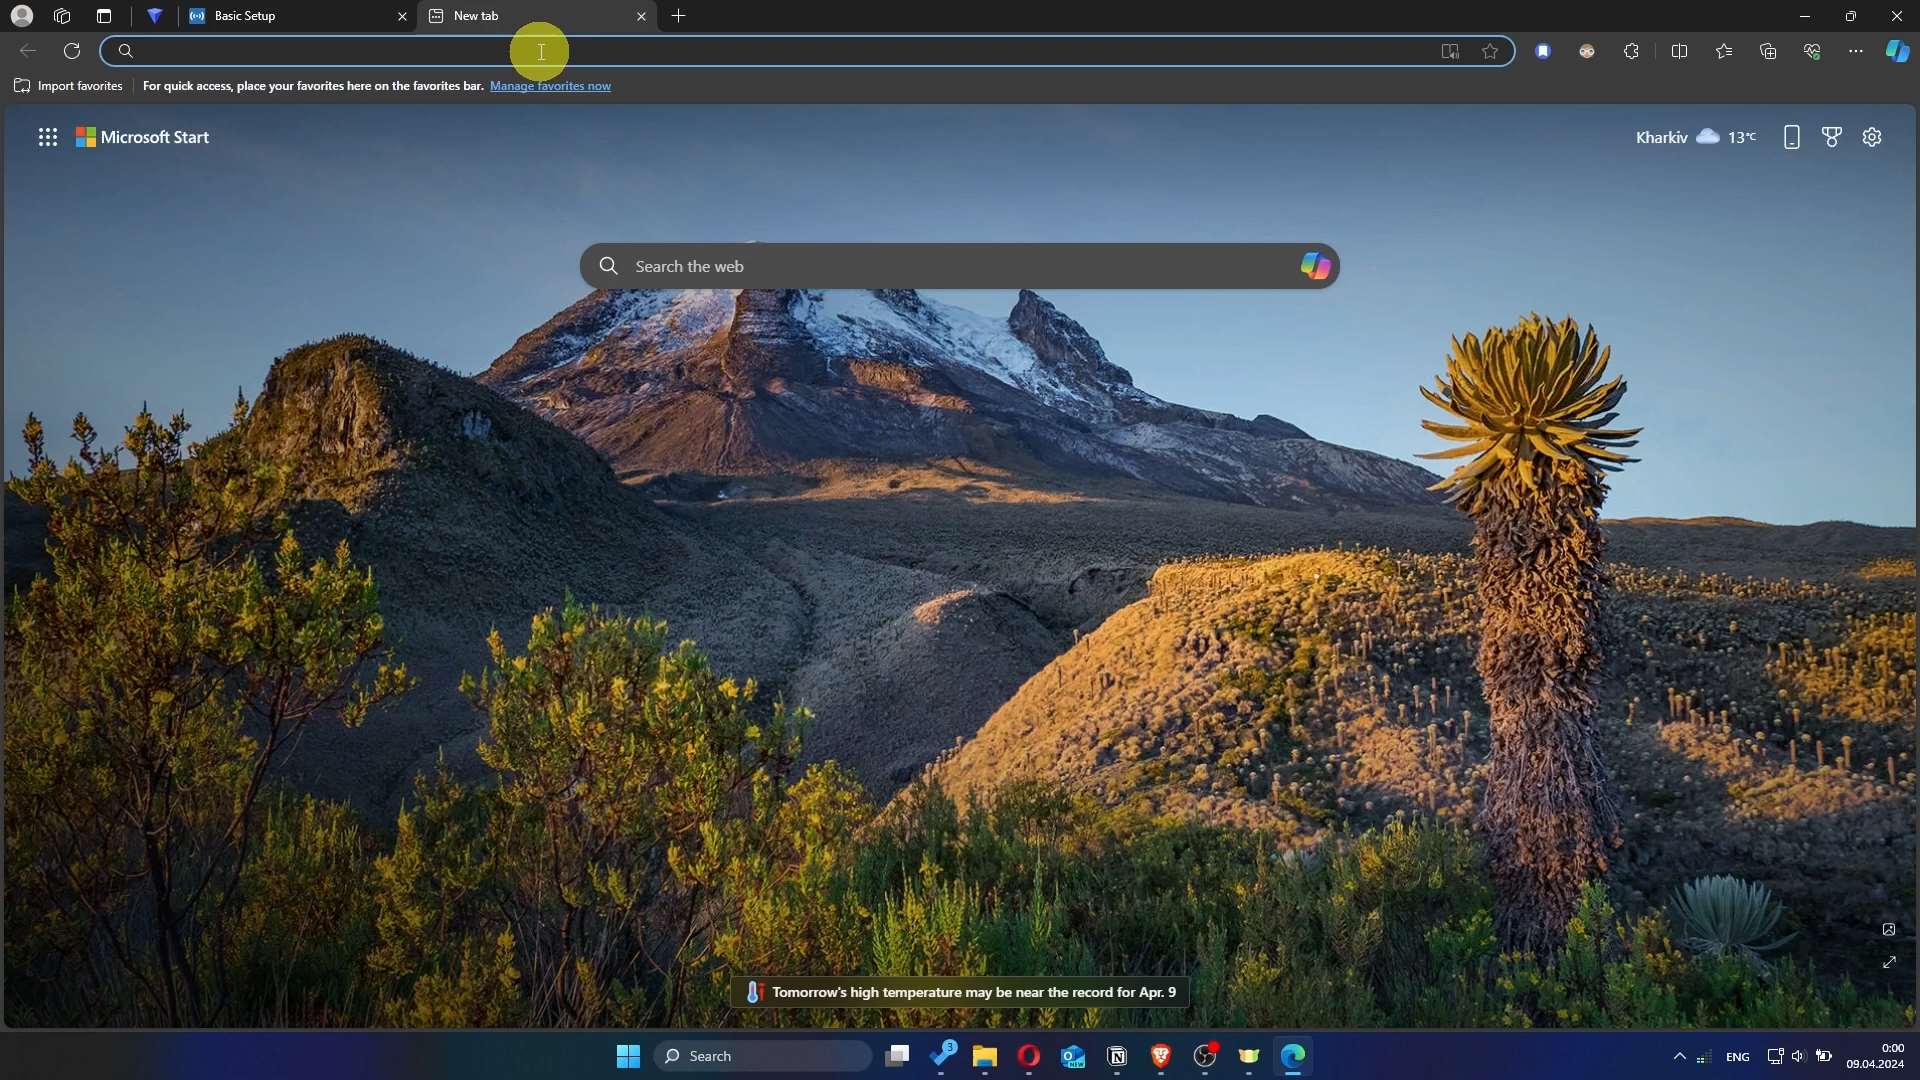 Basic Setup
New tab
Import favorites
For quick access, place your favorites here on the favorites bar. Manage favorites now
Microsoft Start
Kharkiv 13°C
Search the web
Tomorrow's high temperature may be near the record for Apr. 9
Search
3
NEW
ENG
0:00
09.04.2024